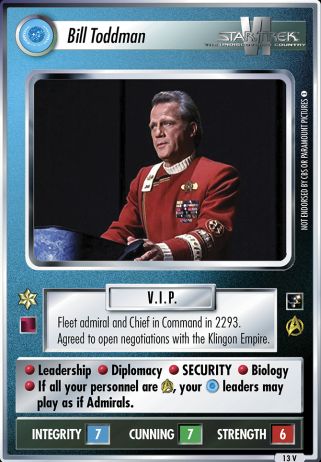 Bill Toddman
STAR TREK VI
THE UNDISCOVERED COUNTRY
NOT ENDORSED BY CBS OR PARAMOUNT PICTURES
V.I.P.
Fleet admiral and Chief in Command in 2293.
Agreed to open negotiations with the Klingon Empire.
Leadership Diplomacy SECURITY Biology
If all your personnel are , your leaders may
play as if Admirals.
INTEGRITY 7 CUNNING 7 STRENGTH 6
13 V